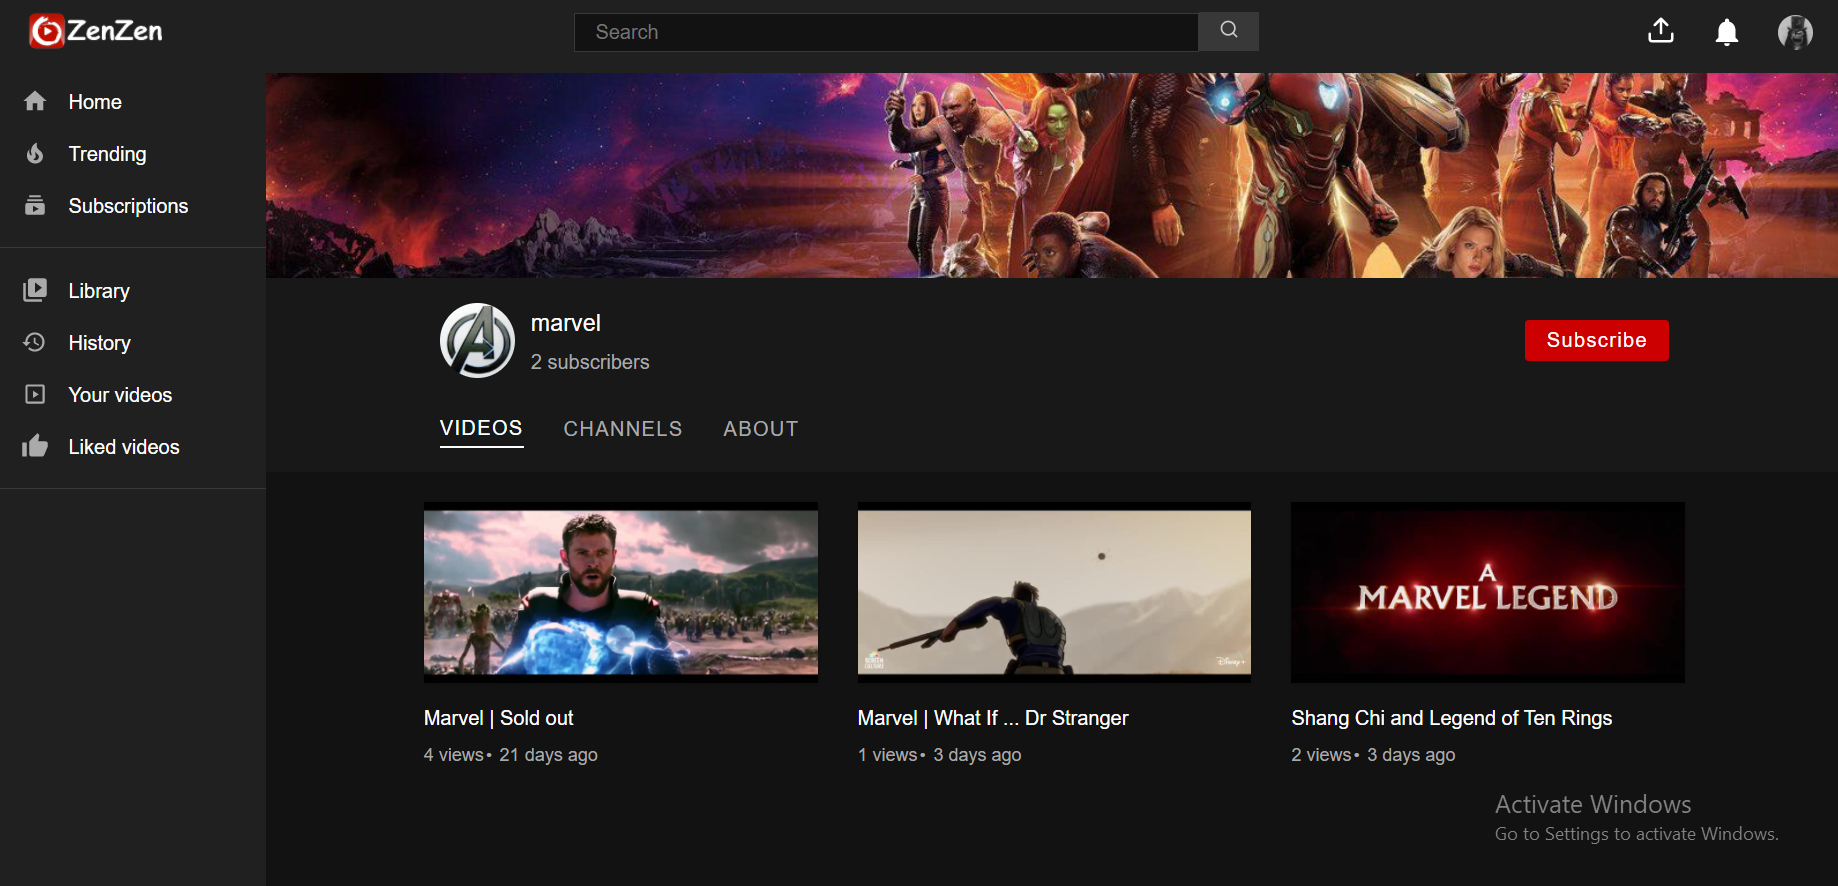 ZenZen
Search
Home
Trending
Subscriptions
Library
History
Your videos
Liked videos
marvel
2 subscribers
Subscribe
VIDEOS
CHANNELS
ABOUT
SCREEN
CULTURE
Disney+
A
MARVEL LEGEND
Marvel | Sold out
4 views• 21 days ago
Marvel | What If ... Dr Stranger
1 views• 3 days ago
Shang Chi and Legend of Ten Rings
2 views• 3 days ago
Activate Windows
Go to Settings to activate Windows.